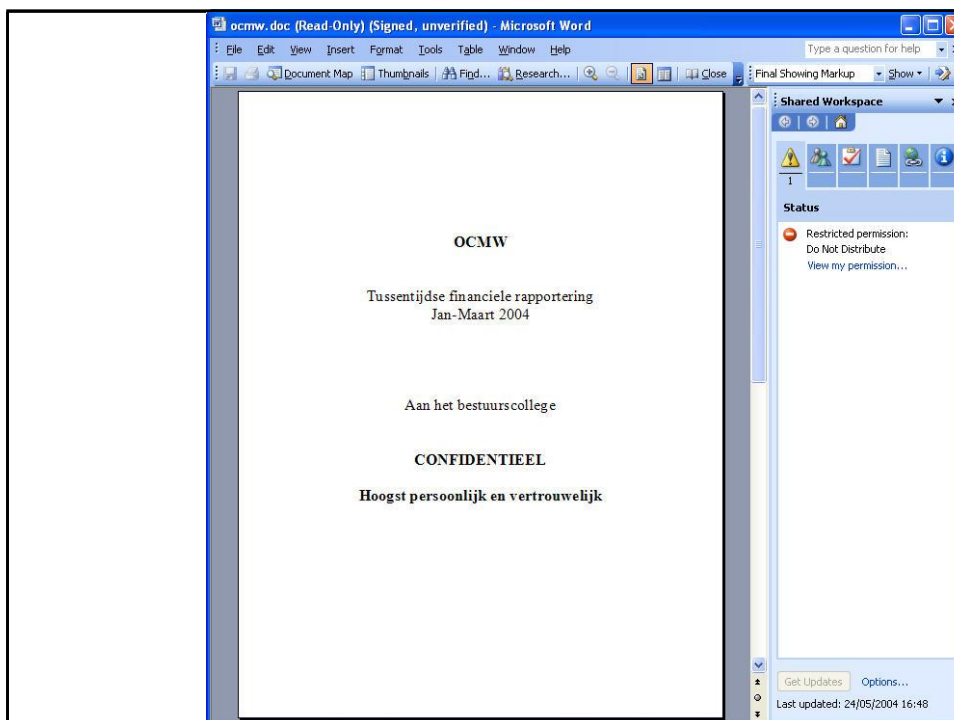 ocmw.doc (Read-Only) (Signed, unverified) - Microsoft Word
File Edit View Insert Format Tools Table Window Help Type a question for help
Document Map Thumbnails Find... Research... Close Final Showing Markup Show
Shared Workspace
1
Status
Restricted permission:
Do Not Distribute
View my permission...
OCMW
Tussentijdse financiele rapportering
Jan-Maart 2004
Aan het bestuurscollege
CONFIDENTIEEL
Hoogst persoonlijk en vertrouwelijk
Get Updates Options...
Last updated: 24/05/2004 16:48